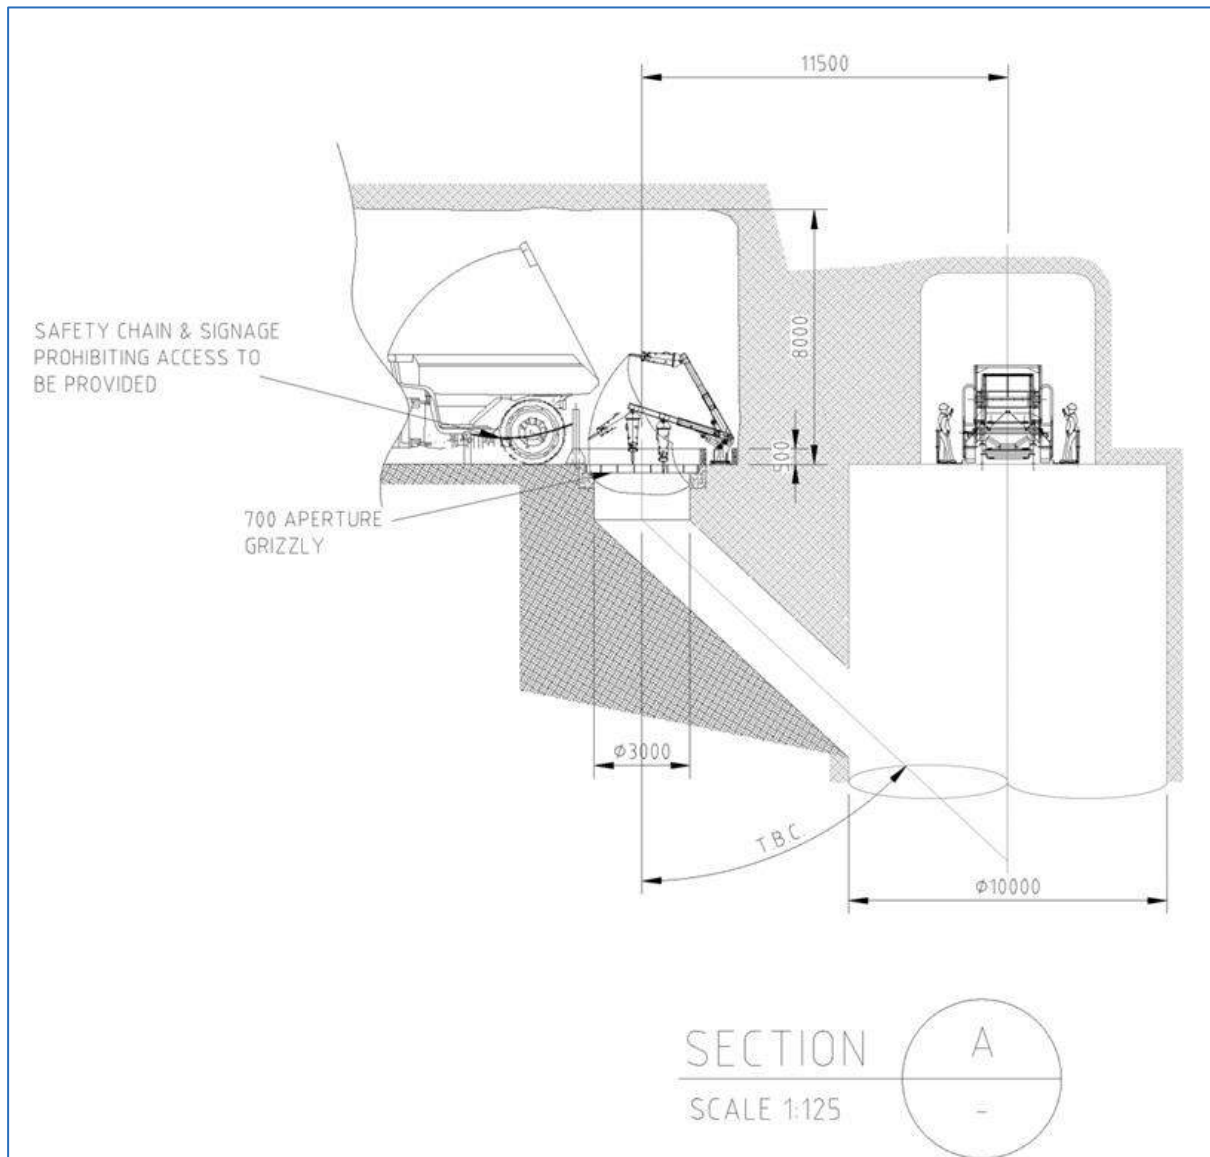 11500
8000
SAFETY CHAIN & SIGNAGE
PROHIBITING ACCESS TO
BE PROVIDED
700 APERTURE
GRIZZLY
Ø3000
T.B.C.
Ø10000
SECTION A
SCALE 1:125 -